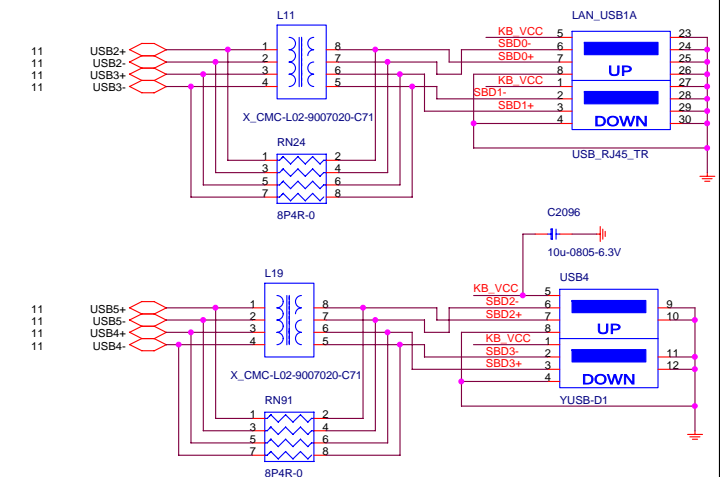 L11
LAN_USB1A
11 USB2+ 1 8 KB_VCC 5 23
11 USB2- 2 7 SBD0- 6 24
11 USB3+ 3 6 SBD0+ 7 25
11 USB3- 4 5 8 UP 26
KB_VCC 1 27
SBD1- 2 28
SBD1+ 3 29
4 DOWN 30
X_CMC-L02-9007020-C71
RN24
USB_RJ45_TR
1 2
3 4
5 6
7 8
8P4R-0
C2096
10u-0805-6.3V
L19
USB4
11 USB5+ 1 8 KB_VCC 5
11 USB5- 2 7 SBD2- 6 9
11 USB4+ 3 6 SBD2+ 7 10
11 USB4- 4 5 8 UP
KB_VCC 1
SBD3- 2 11
SBD3+ 3 12
4 DOWN
X_CMC-L02-9007020-C71
RN91
YUSB-D1
1 2
3 4
5 6
7 8
8P4R-0